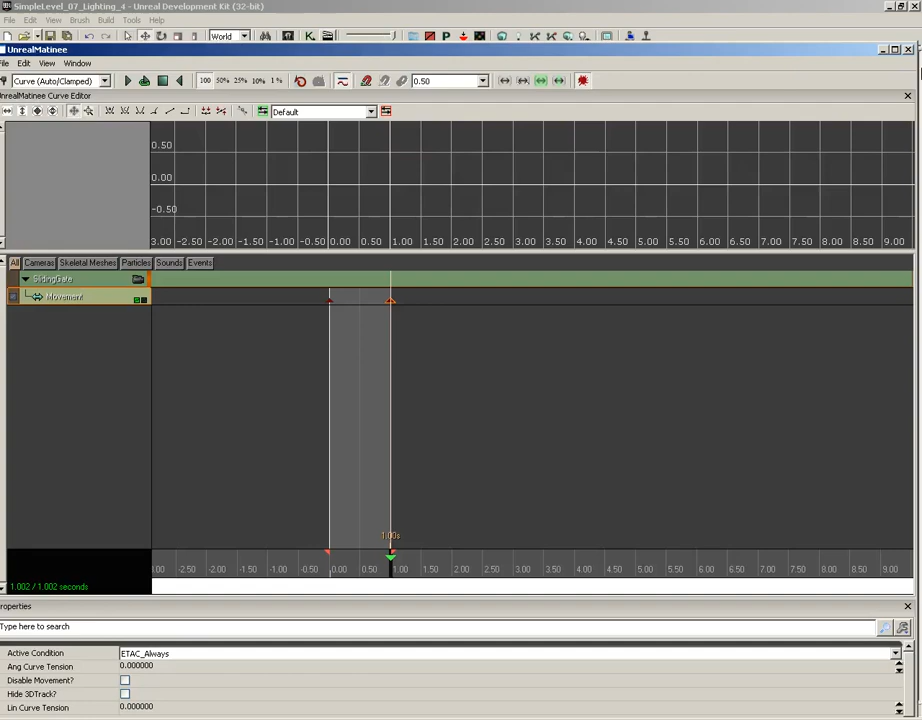 SimpleLevel_07_Lighting_4 - Unreal Development Kit (32-bit)
File Edit View Brush Build Tools Help
World
UnrealMatinee
File Edit View Window
Curve (Auto/Clamped) 100 50% 25% 10% 1 % 0.50
UnrealMatinee Curve Editor
Default
0.50
0.00
-0.50
3.00 -2.50 -2.00 -1.50 -1.00 -0.50 0.00 0.50 1.00 1.50 2.00 2.50 3.00 3.50 4.00 4.50 5.00 5.50 6.00 6.50 7.00 7.50 8.00 8.50 9.00
All Cameras Skeletal Meshes Particles Sounds Events
SlidingGate
Movement
1.00s
.00 -2.50 -2.00 -1.50 -1.00 -0.50 0.00 0.50 1.00 1.50 2.00 2.50 3.00 3.50 4.00 4.50 5.00 5.50 6.00 6.50 7.00 7.50 8.00 8.50 9.00
1.002 / 1.002 seconds
roperties
Type here to search
Active Condition ETAC_Always
Ang Curve Tension 0.000000
Disable Movement?
Hide 3DTrack?
Lin Curve Tension 0.000000